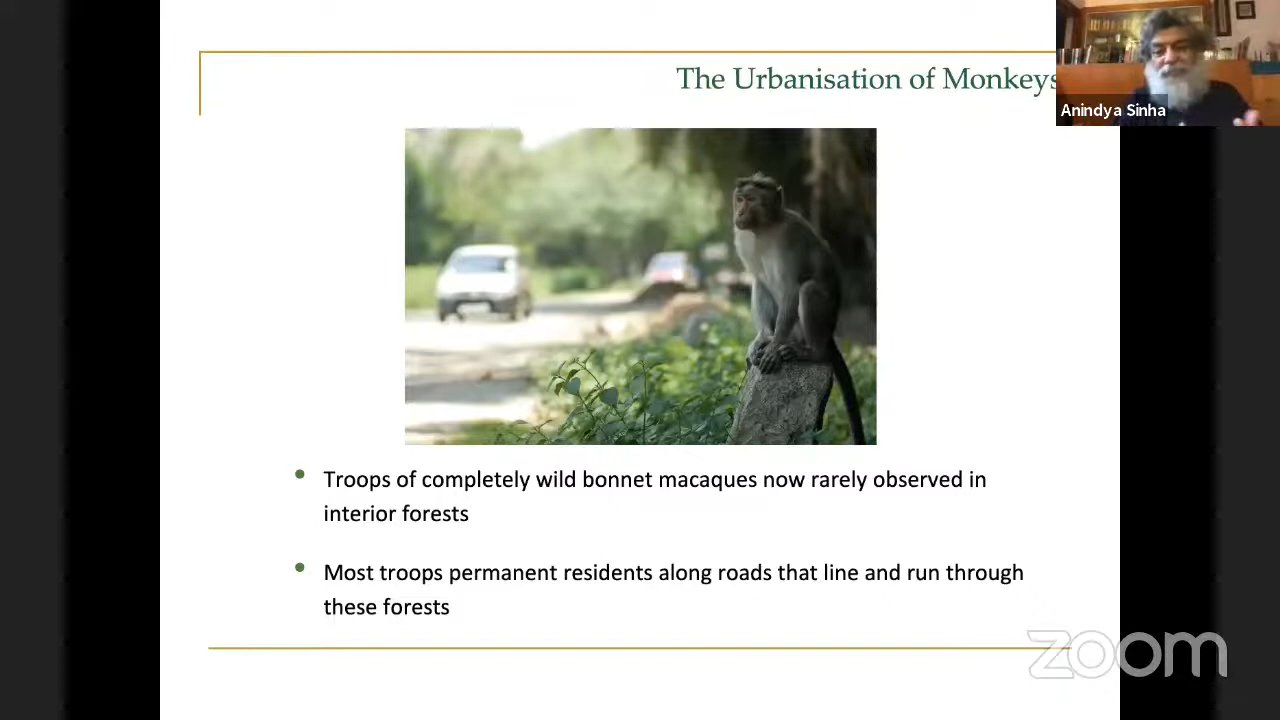 The Urbanisation of Monkeys
Anindya Sinha
Troops of completely wild bonnet macaques now rarely observed in
interior forests
Most troops permanent residents along roads that line and run through
these forests
zoom